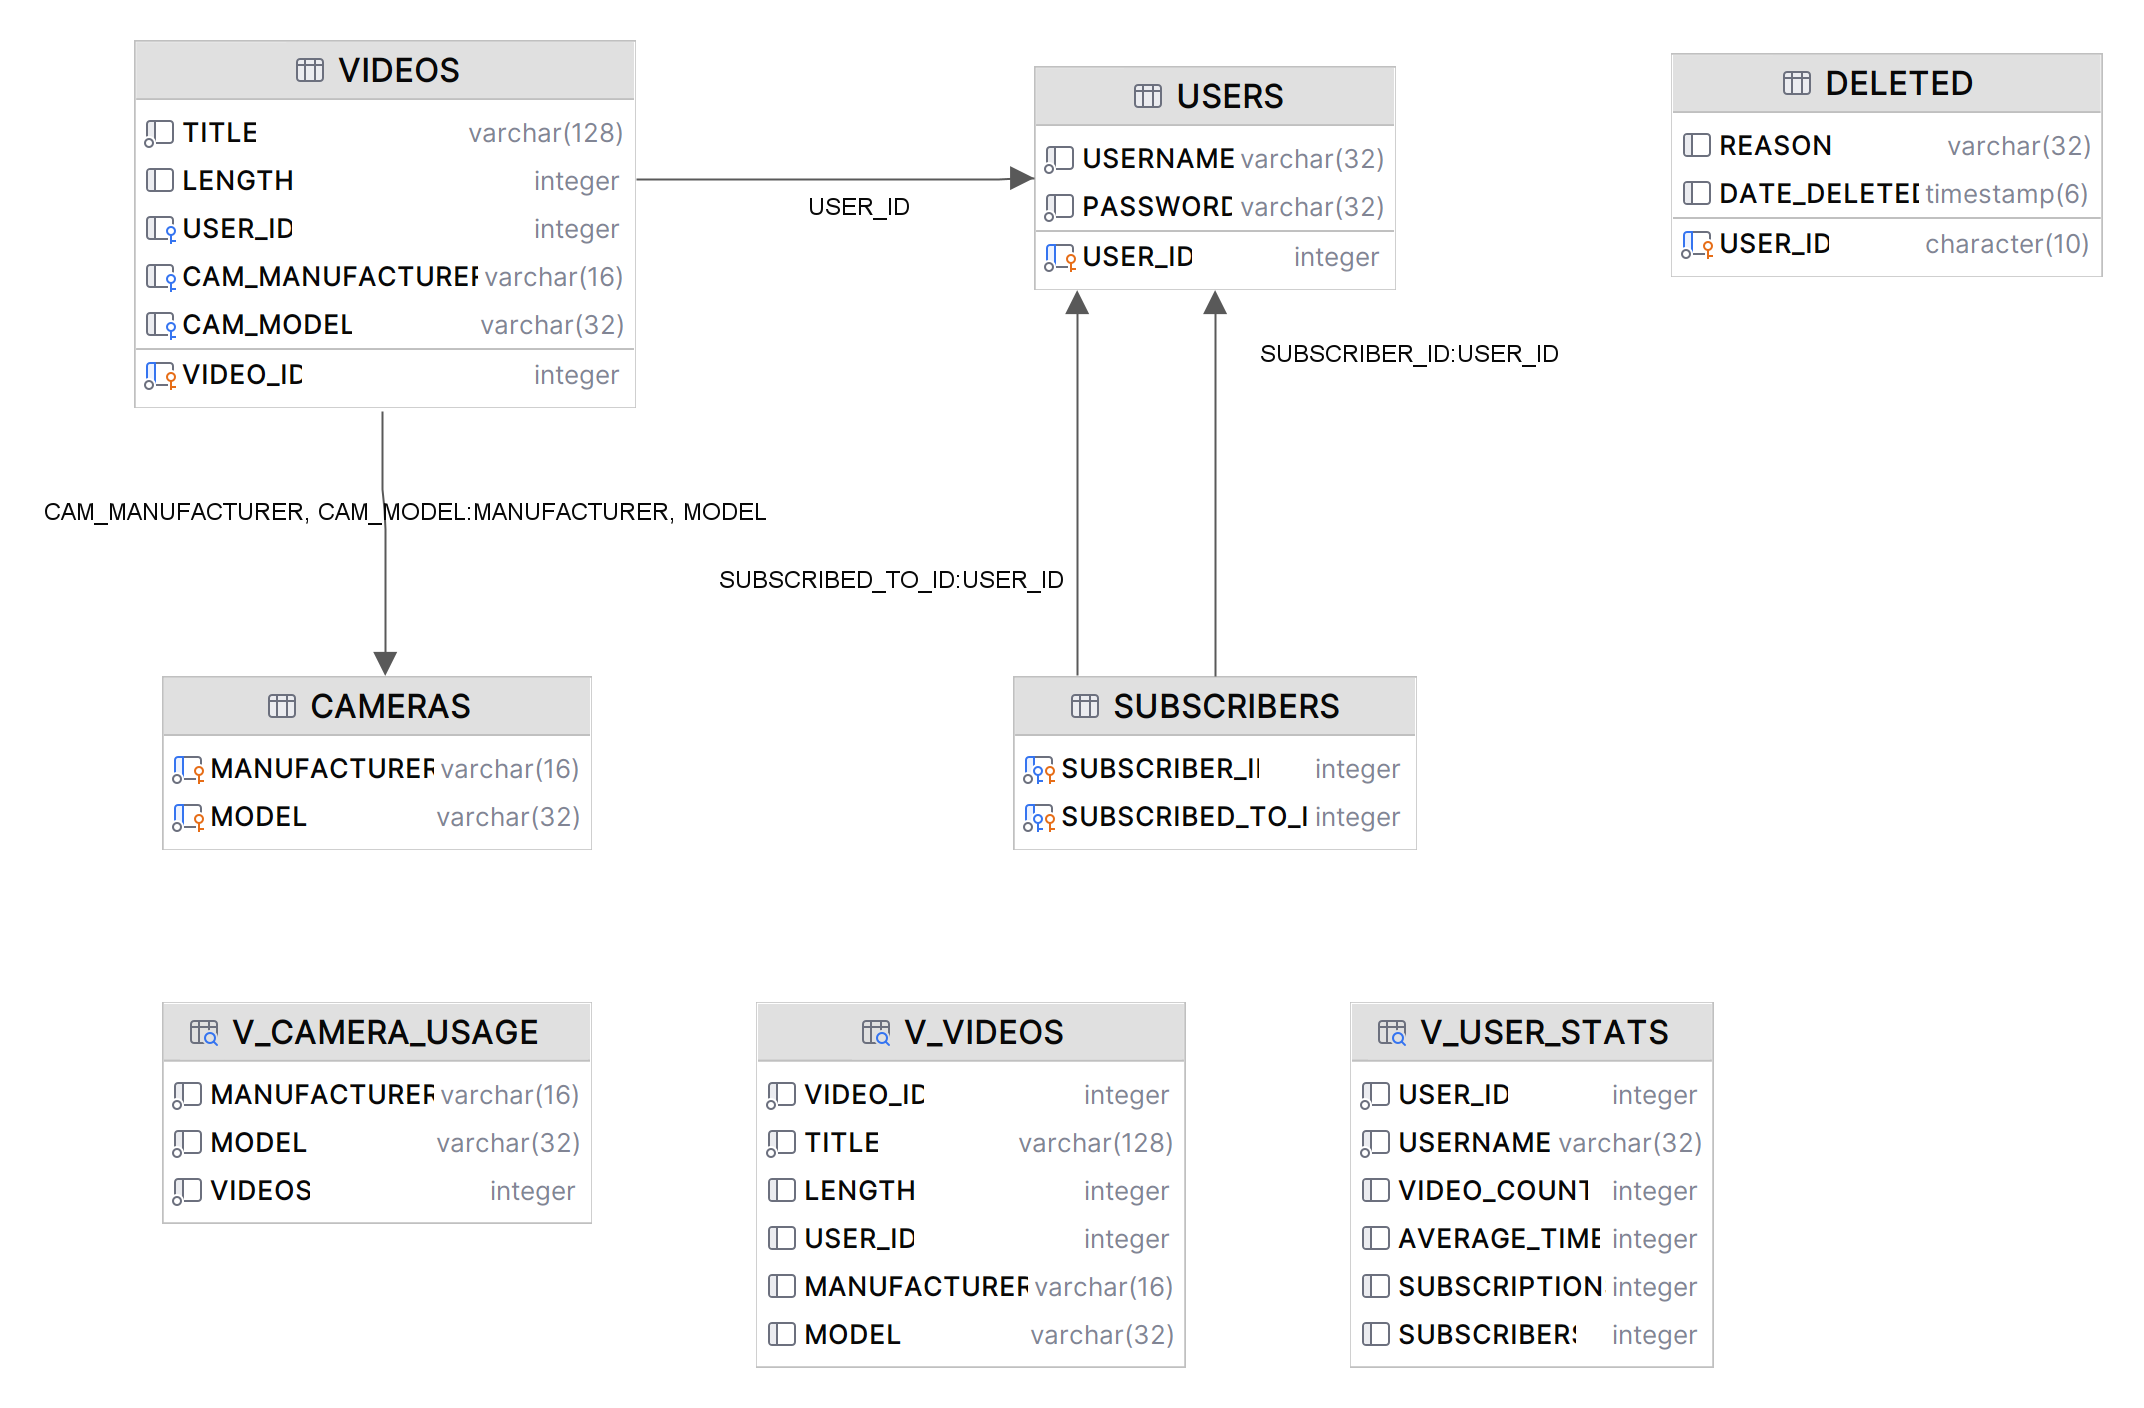 VIDEOS
TITLE varchar(128)
LENGTH integer
USER_ID integer
CAM_MANUFACTURER varchar(16)
CAM_MODEL varchar(32)
VIDEO_ID integer
USERS
USERNAME varchar(32)
PASSWORD varchar(32)
USER_ID integer
DELETED
REASON varchar(32)
DATE_DELETED timestamp(6)
USER_ID character(10)
USER_ID
SUBSCRIBER_ID:USER_ID
CAM_MANUFACTURER, CAM_MODEL:MANUFACTURER, MODEL
SUBSCRIBED_TO_ID:USER_ID
CAMERAS
MANUFACTURER varchar(16)
MODEL varchar(32)
SUBSCRIBERS
SUBSCRIBER_ID integer
SUBSCRIBED_TO_I integer
V_CAMERA_USAGE
MANUFACTURER varchar(16)
MODEL varchar(32)
VIDEOS integer
V_VIDEOS
VIDEO_ID integer
TITLE varchar(128)
LENGTH integer
USER_ID integer
MANUFACTURER varchar(16)
MODEL varchar(32)
V_USER_STATS
USER_ID integer
USERNAME varchar(32)
VIDEO_COUNT integer
AVERAGE_TIME integer
SUBSCRIPTION integer
SUBSCRIBERS integer